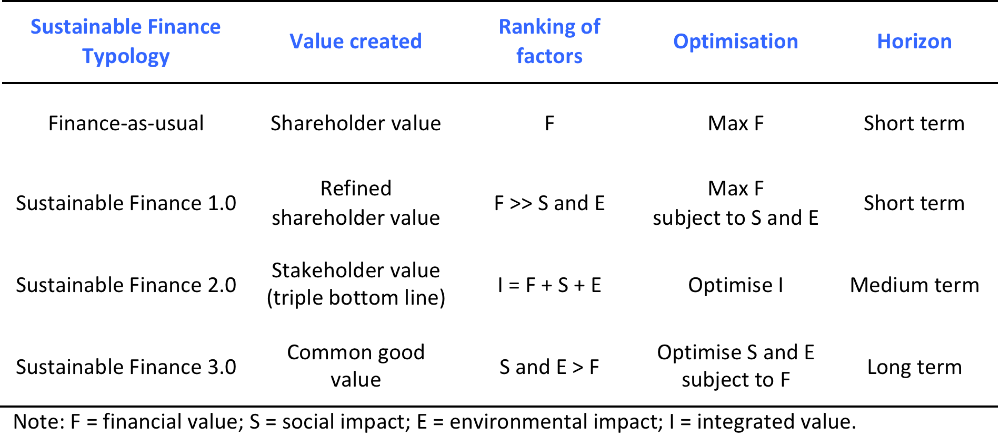 Sustainable Finance Typology
Value created
Ranking of factors
Optimisation
Horizon
Finance-as-usual
Shareholder value
F
Max F
Short term
Sustainable Finance 1.0
Refined
shareholder value
F >> S and E
Max F
subject to S and E
Short term
Sustainable Finance 2.0
Stakeholder value
(triple bottom line)
I = F + S + E
Optimise I
Medium term
Sustainable Finance 3.0
Common good
value
S and E > F
Optimise S and E
subject to F
Long term
Note: F = financial value; S = social impact; E = environmental impact; I = integrated value.